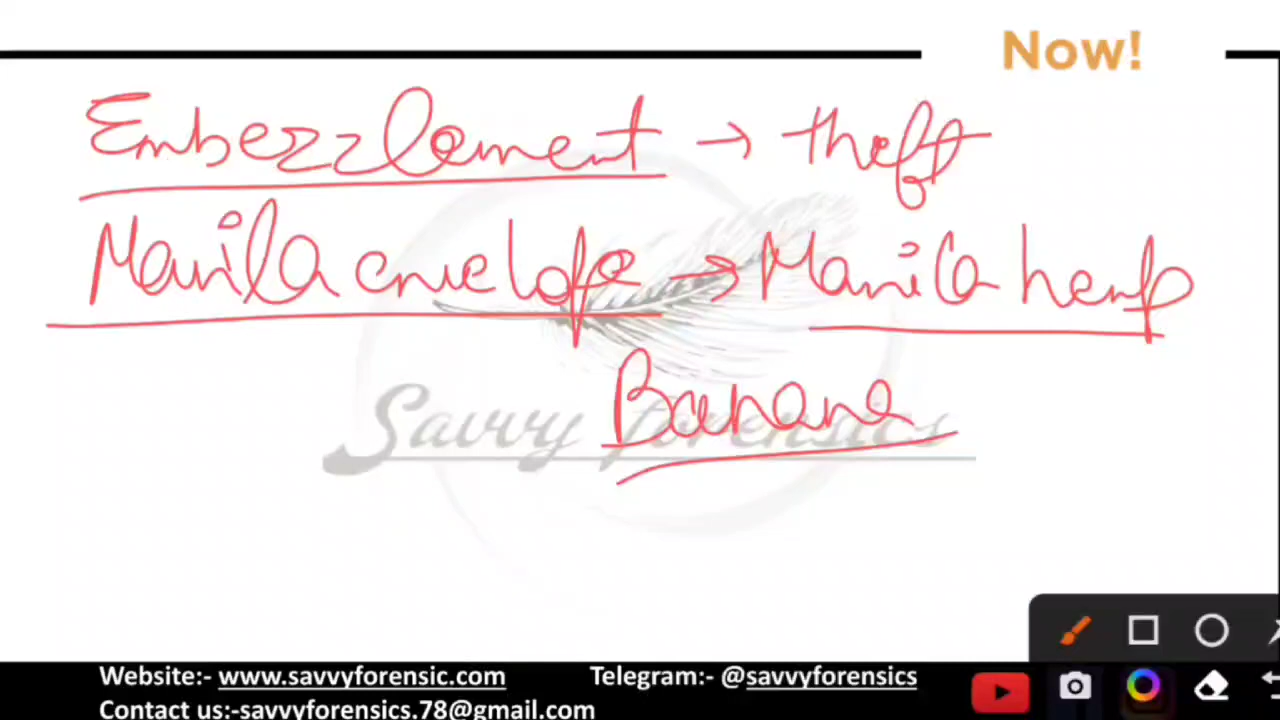 Now!
Embezzlement → theft
Manila envelope → Manila hemp
Banana
Savvy forensics
Website:- www.savvyforensic.com Telegram:- @savvyforensics
Contact us:-savvyforensics.78@gmail.com